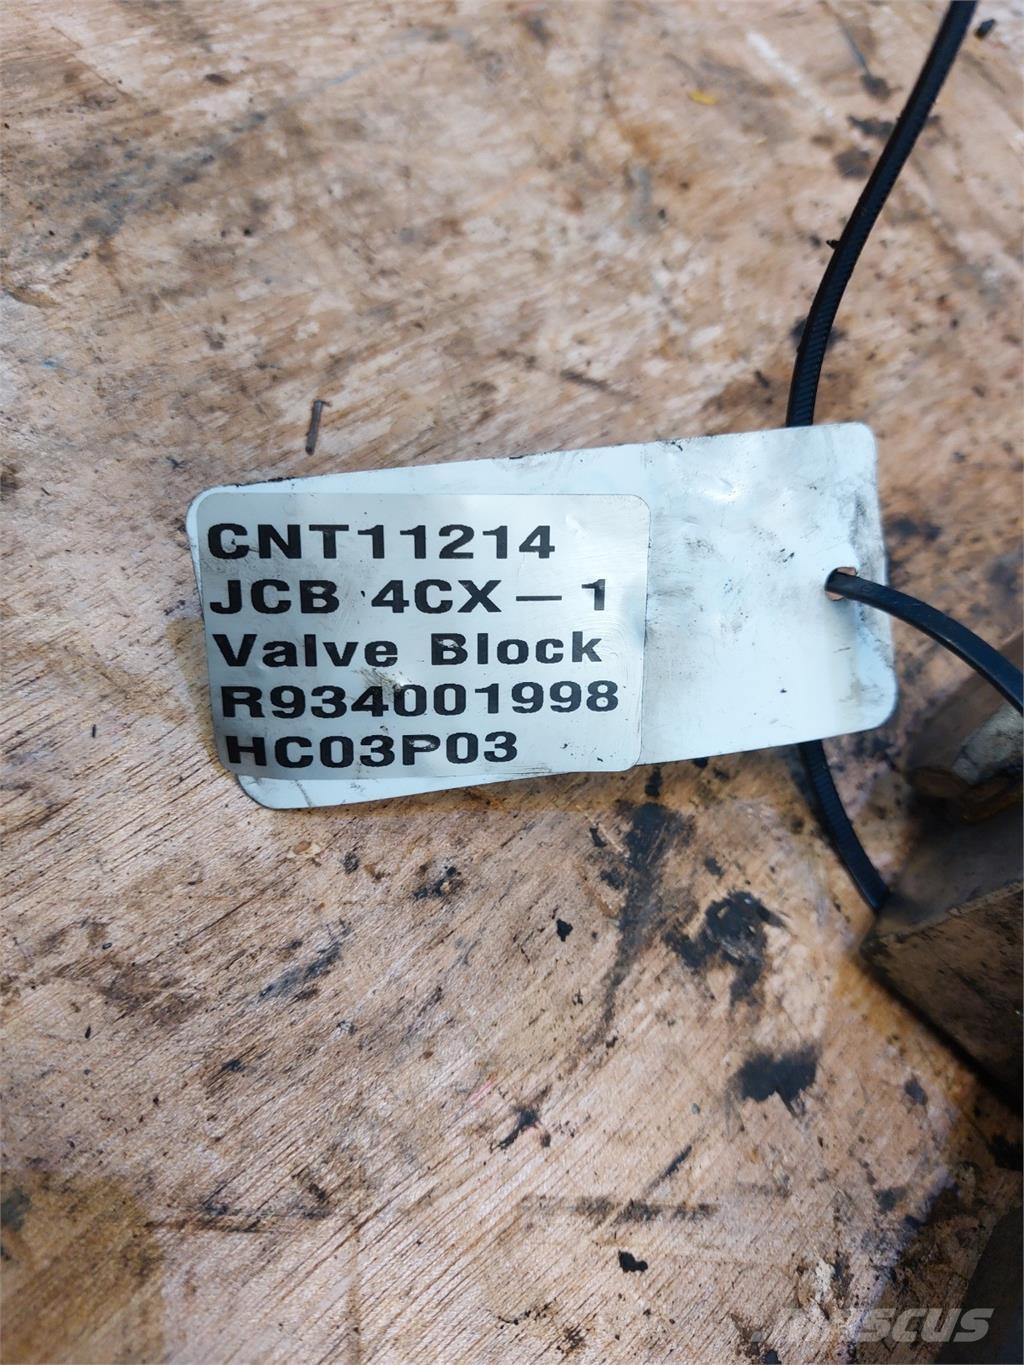 CNT11214
JCB 4CX – 1
Valve Block
R934001998
HC03P03
MASCUS